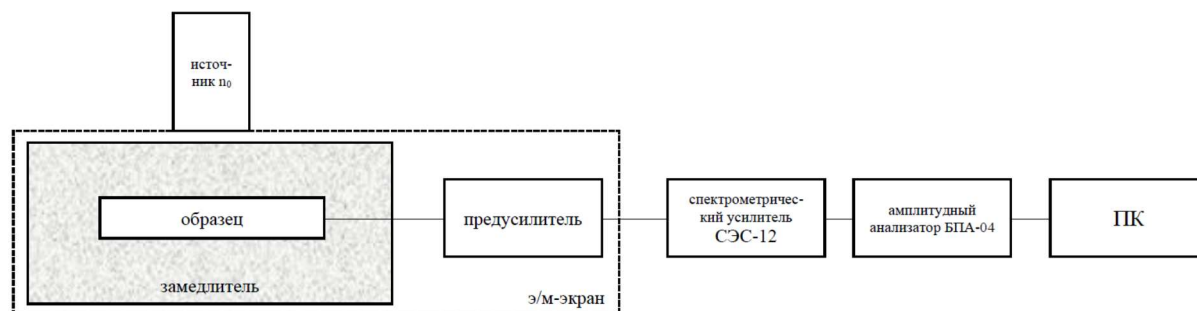 источ-
ник n₀
образец
замедлитель
предусилитель
э/м-экран
спектрометричес-
кий усилитель
СЭС-12
амплитудный
анализатор БПА-04
ПК